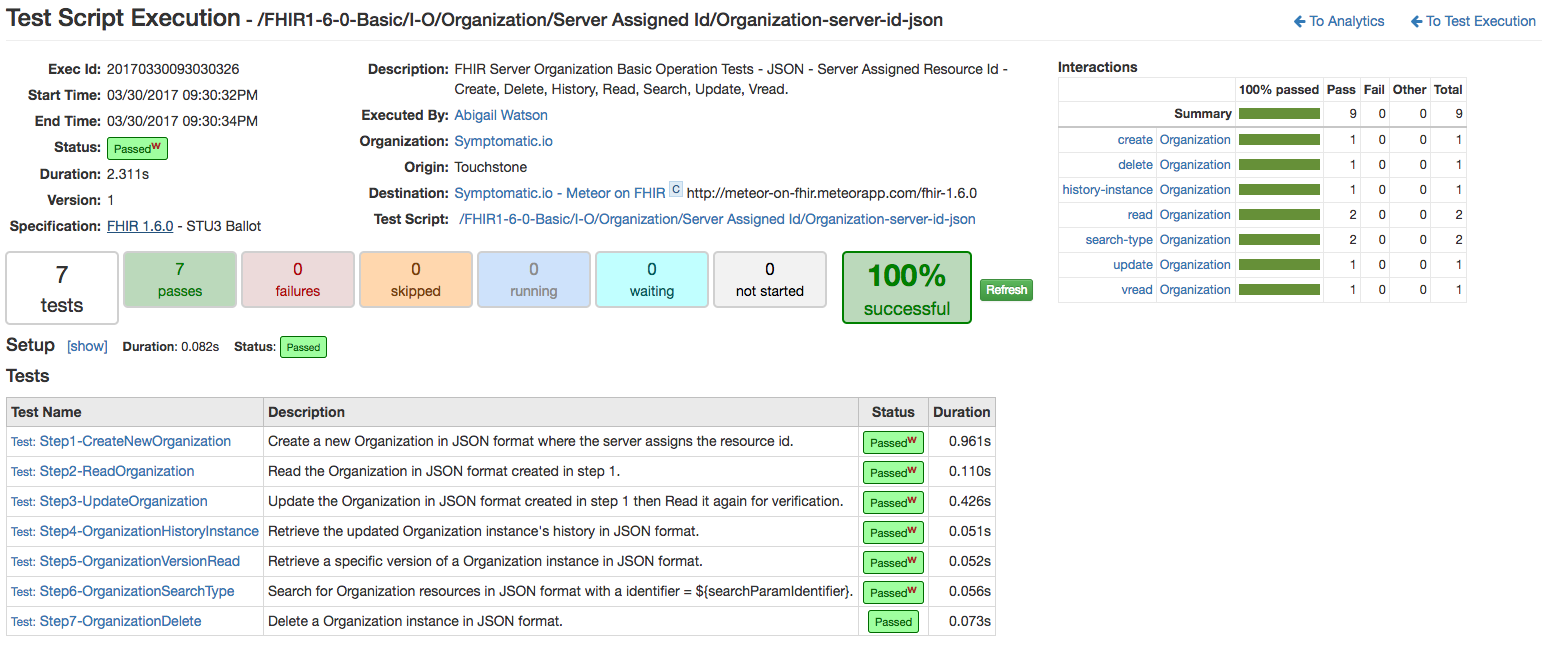 Test Script Execution - /FHIR1-6-0-Basic/I-O/Organization/Server Assigned Id/Organization-server-id-json
To Analytics To Test Execution
Exec Id: 20170330093030326
Start Time: 03/30/2017 09:30:32PM
End Time: 03/30/2017 09:30:34PM
Status: PassedW
Duration: 2.311s
Version: 1
Specification: FHIR 1.6.0 - STU3 Ballot
Description: FHIR Server Organization Basic Operation Tests - JSON - Server Assigned Resource Id -
Create, Delete, History, Read, Search, Update, Vread.
Executed By: Abigail Watson
Organization: Symptomatic.io
Origin: Touchstone
Destination: Symptomatic.io - Meteor on FHIR C http://meteor-on-fhir.meteorapp.com/fhir-1.6.0
Test Script: /FHIR1-6-0-Basic/I-O/Organization/Server Assigned Id/Organization-server-id-json
Interactions
100% passed Pass Fail Other Total
Summary 9 0 0 9
create Organization 1 0 0 1
delete Organization 1 0 0 1
history-instance Organization 1 0 0 1
read Organization 2 0 0 2
search-type Organization 2 0 0 2
update Organization 1 0 0 1
vread Organization 1 0 0 1
7
tests
7
passes
0
failures
0
skipped
0
running
0
waiting
0
not started
100%
successful
Refresh
Setup [show] Duration: 0.082s Status: Passed
Tests
Test Name Description Status Duration
Test: Step1-CreateNewOrganization Create a new Organization in JSON format where the server assigns the resource id. PassedW 0.961s
Test: Step2-ReadOrganization Read the Organization in JSON format created in step 1. PassedW 0.110s
Test: Step3-UpdateOrganization Update the Organization in JSON format created in step 1 then Read it again for verification. PassedW 0.426s
Test: Step4-OrganizationHistoryInstance Retrieve the updated Organization instance's history in JSON format. PassedW 0.051s
Test: Step5-OrganizationVersionRead Retrieve a specific version of a Organization instance in JSON format. PassedW 0.052s
Test: Step6-OrganizationSearchType Search for Organization resources in JSON format with a identifier = ${searchParamIdentifier}. PassedW 0.056s
Test: Step7-OrganizationDelete Delete a Organization instance in JSON format. Passed 0.073s